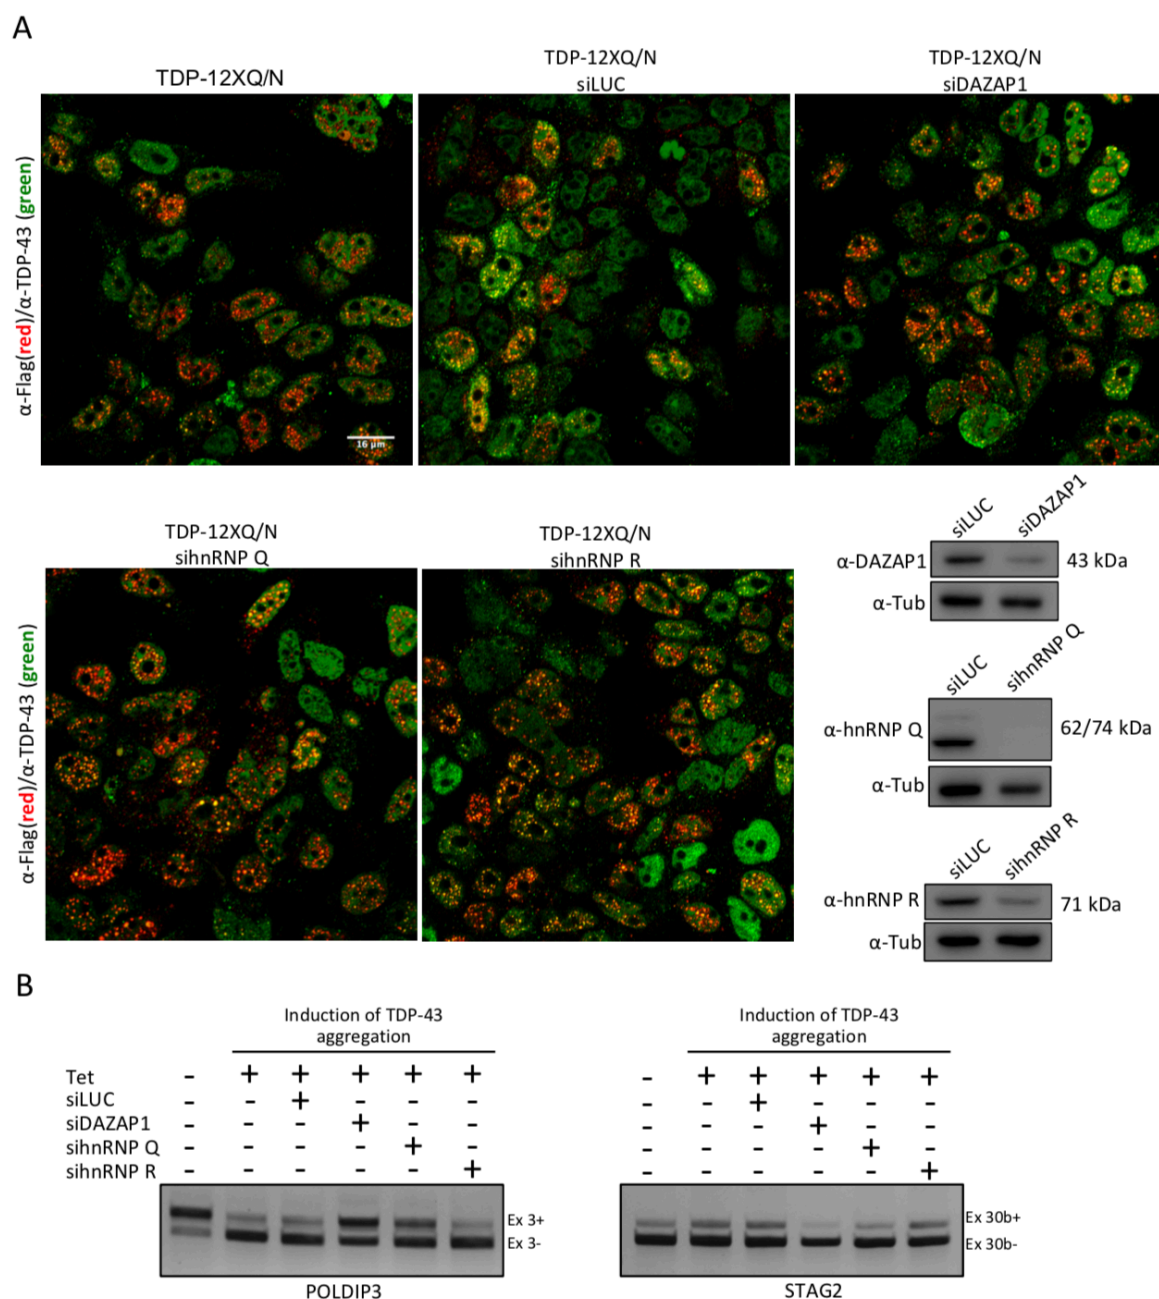 A
TDP-12XQ/N
TDP-12XQ/N
siLUC
TDP-12XQ/N
siDAZAP1
α-Flag(red)/α-TDP-43 (green)
16 μm
TDP-12XQ/N
sihnRNP Q
TDP-12XQ/N
sihnRNP R
α-Flag(red)/α-TDP-43 (green)
siLUC
siDAZAP1
α-DAZAP1
43 kDa
α-Tub
siLUC
sihnRNP Q
α-hnRNP Q
62/74 kDa
α-Tub
siLUC
sihnRNP R
α-hnRNP R
71 kDa
α-Tub
B
Induction of TDP-43
aggregation
Tet - + + + + +
siLUC - - + - - -
siDAZAP1 - - - + - -
sihnRNP Q - - - - + -
sihnRNP R - - - - - +
Ex 3+
Ex 3-
POLDIP3
Induction of TDP-43
aggregation
- + + + + +
- - + - - -
- - - + - -
- - - - + -
- - - - - +
Ex 30b+
Ex 30b-
STAG2